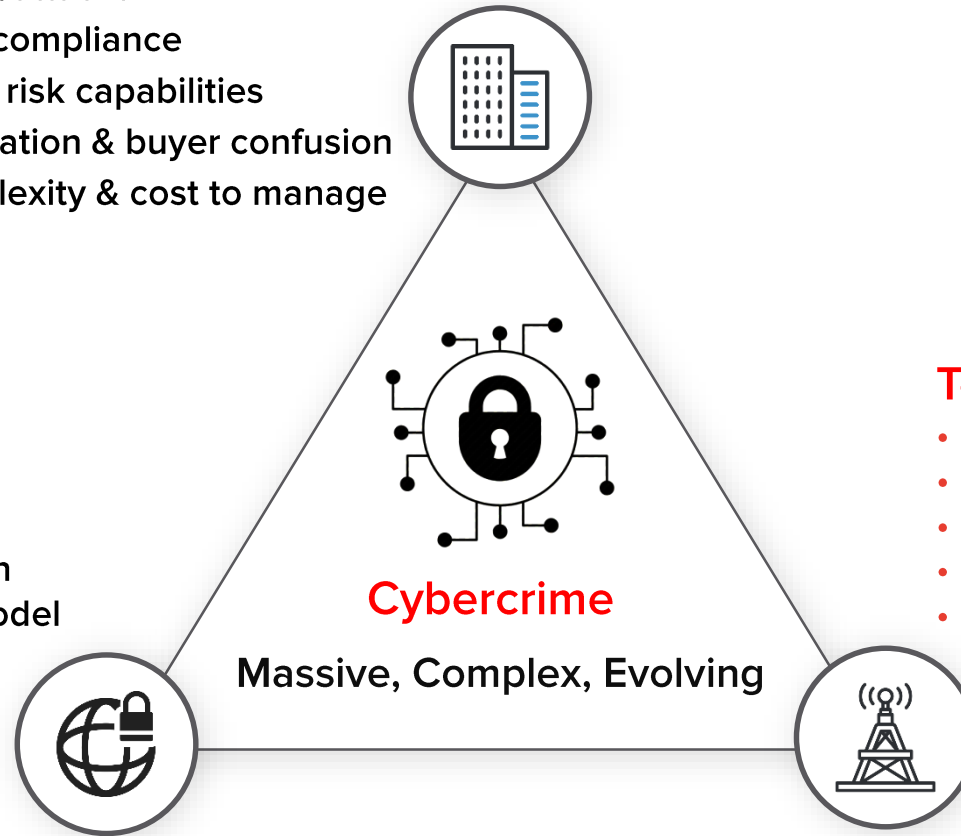 compliance
risk capabilities
ation & buyer confusion
lexity & cost to manage
T
n
odel
Cybercrime
Massive, Complex, Evolving